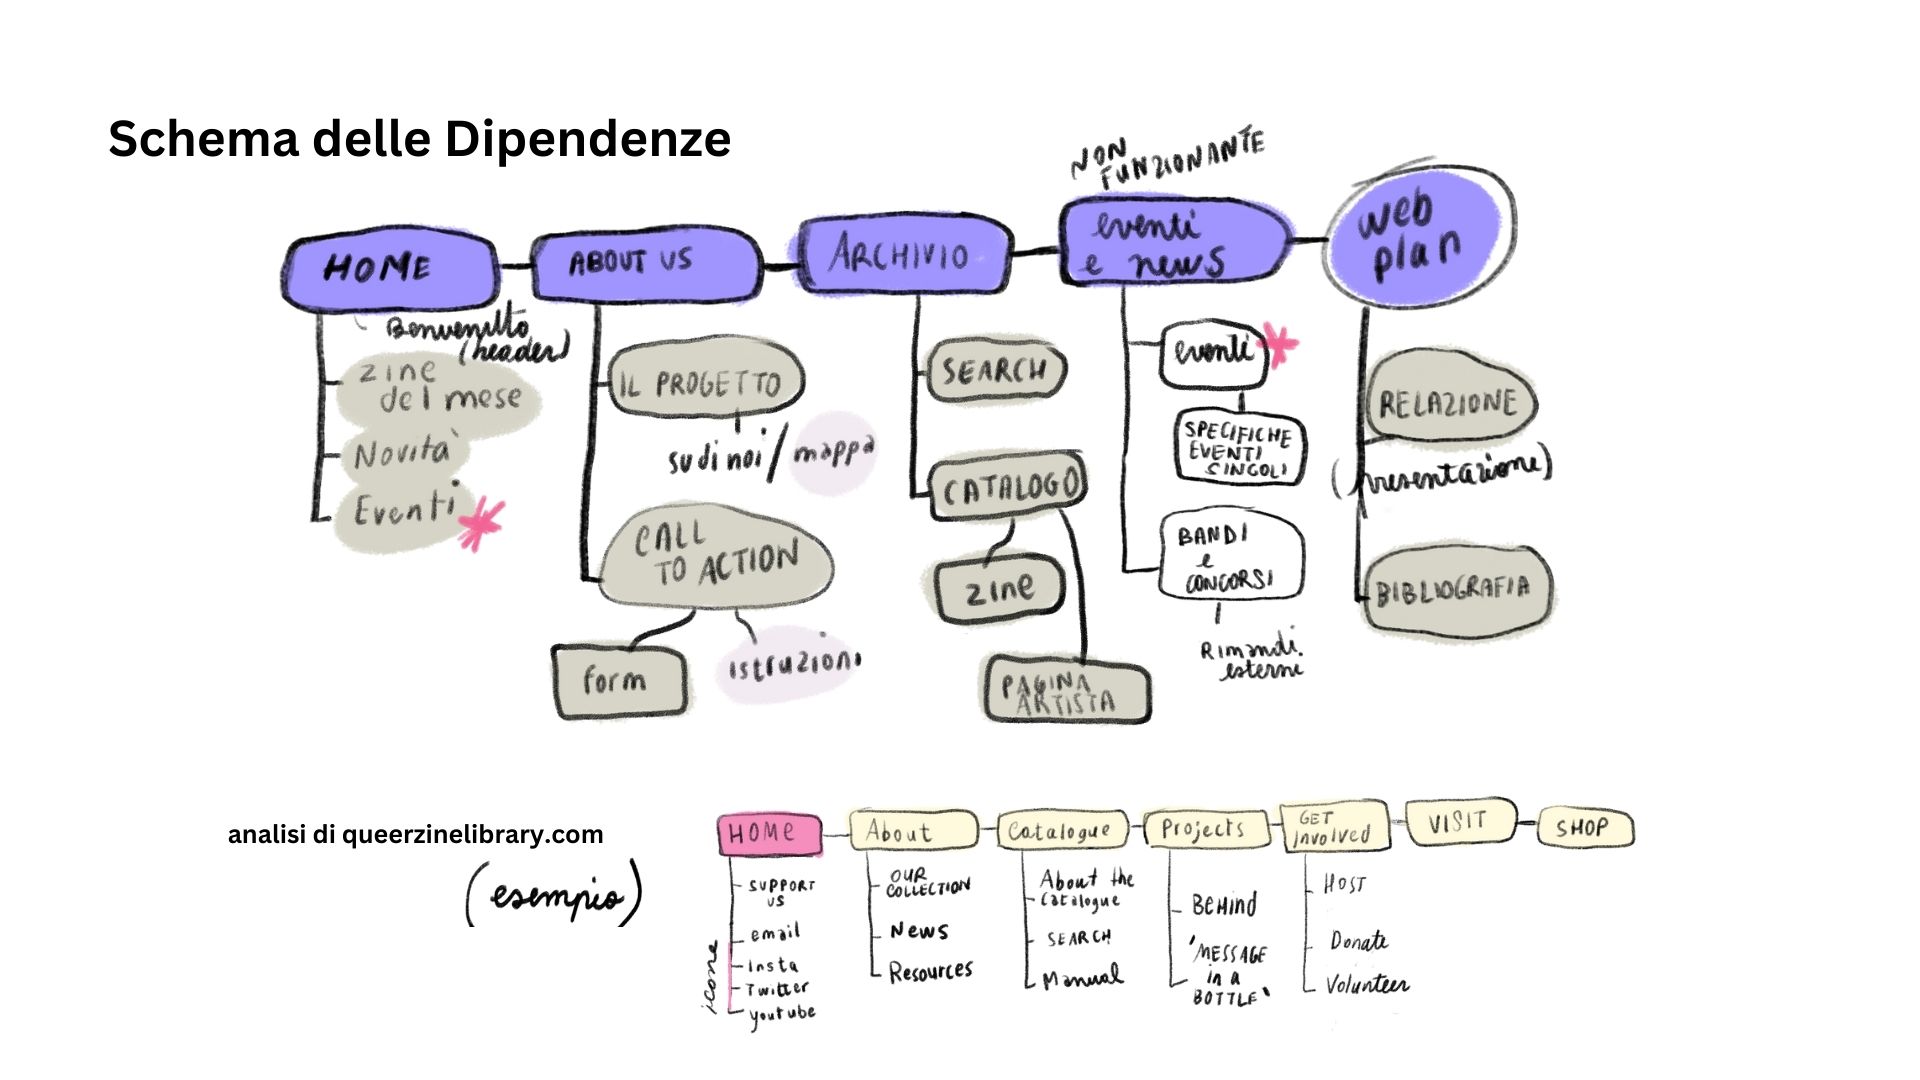 Schema delle Dipendenze
NON
FUNZIONANTE
HOME
ABOUT US
ARCHIVIO
eventi
e news
web
plan
Benvenitto
(header)
zine
del mese
Novità
Eventi
IL PROGETTO
su di noi / mappa
CALL
TO ACTION
form
istruzioni
SEARCH
CATALOGO
zine
PAGINA
ARTISTA
eventi
SPECIFICHE
EVENTI
SINGOLI
BANDI
e
CONCORSI
Rimandi
esterni
RELAZIONE
(presentazione)
BIBLIOGRAFIA
analisi di queerzinelibrary.com
(esempio)
HOME
About
Catalogue
Projects
GET
involved
VISIT
SHOP
SUPPORT
US
email
Insta
Twitter
youtube
icone
OUR
COLLECTION
News
Resources
About the
Catalogue
SEARCH
Manual
BEHind
'MESSAGE
in a
BOTTLE'
HOST
Donate
Volunteer